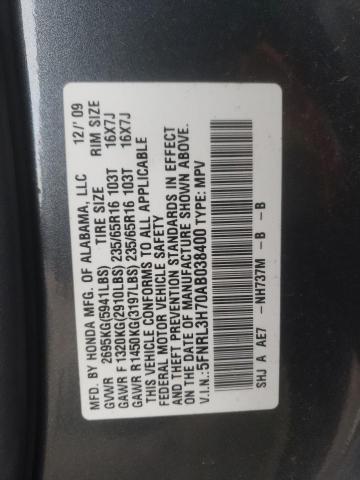 MFD. BY HONDA MFG. OF ALABAMA, LLC 12/'09
TIRE SIZE RIM SIZE
GVWR 2695KG(5941LBS)
GAWR F 1320KG(2910LBS) 235/65R16 103T 16X7J
GAWR R 1450KG(3197LBS) 235/65R16 103T 16X7J
THIS VEHICLE CONFORMS TO ALL APPLICABLE
FEDERAL MOTOR VEHICLE SAFETY
AND THEFT PREVENTION STANDARDS IN EFFECT
ON THE DATE OF MANUFACTURE SHOWN ABOVE.
V.I.N.:5FNRL3H70AB038400 TYPE: MPV
SHJ A AE7 -NH737M - B - B